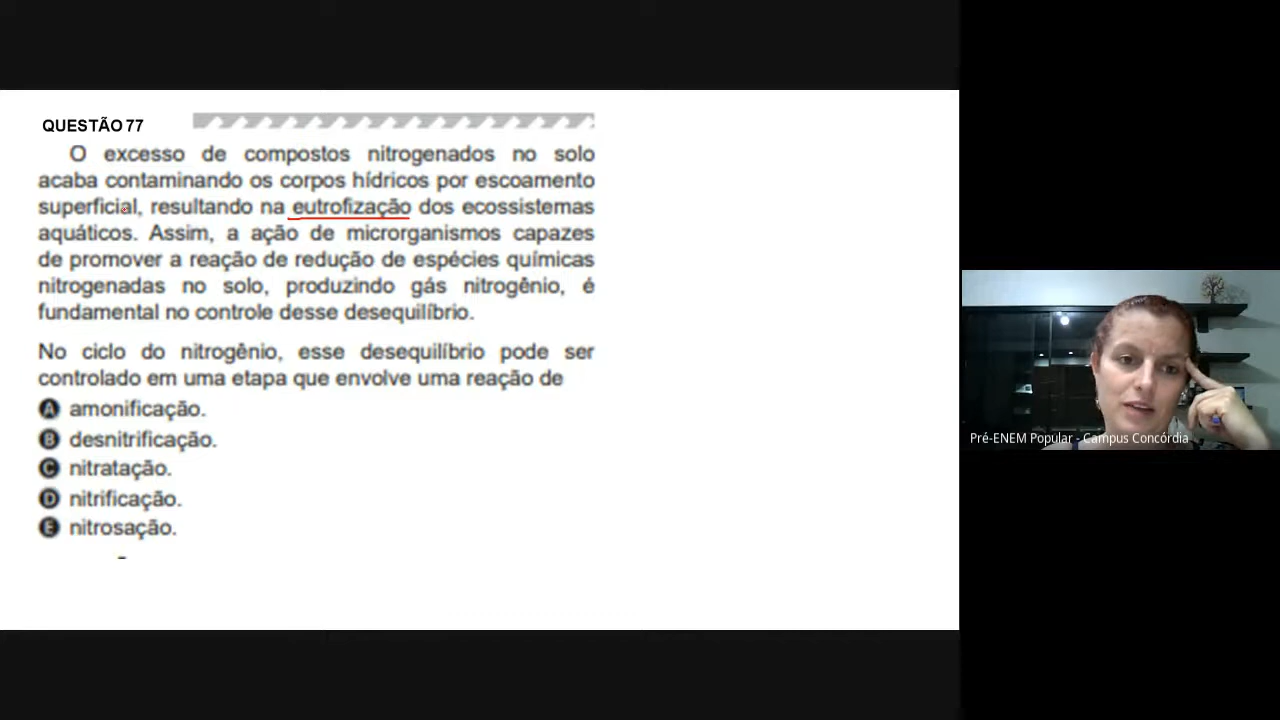 QUESTÃO 77
O excesso de compostos nitrogenados no solo
acaba contaminando os corpos hídricos por escoamento
superficial, resultando na eutrofização dos ecossistemas
aquáticos. Assim, a ação de microrganismos capazes
de promover a reação de redução de espécies químicas
nitrogenadas no solo, produzindo gás nitrogênio, é
fundamental no controle desse desequilíbrio.
No ciclo do nitrogênio, esse desequilíbrio pode ser
controlado em uma etapa que envolve uma reação de
A amonificação.
B desnitrificação.
C nitratação.
D nitrificação.
E nitrosação.
Pré-ENEM Popular - Campus Concórdia